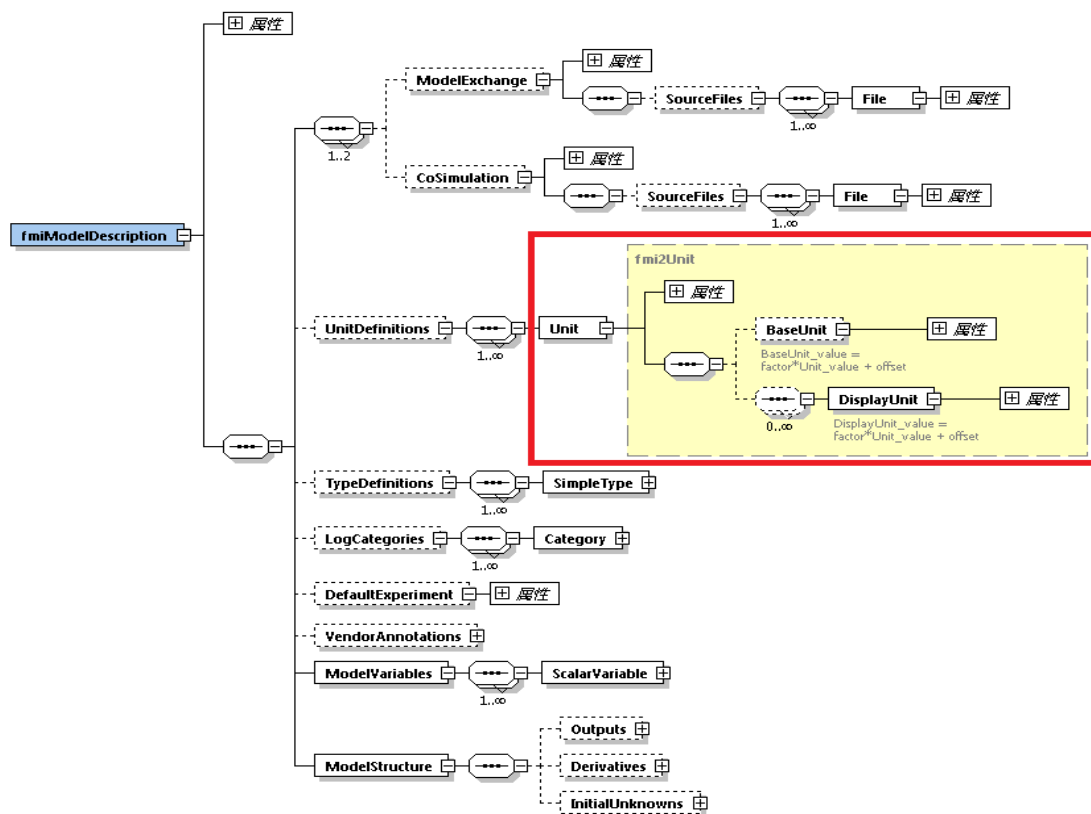 属性
ModelExchange
属性
SourceFiles
File
属性
1..∞
1..2
CoSimulation
属性
SourceFiles
File
属性
1..∞
fmiModelDescription
fmi2Unit
属性
UnitDefinitions
1..∞
Unit
BaseUnit
属性
BaseUnit_value =
factor*Unit_value + offset
DisplayUnit
属性
0..∞
DisplayUnit_value =
factor*Unit_value + offset
TypeDefinitions
SimpleType
1..∞
LogCategories
Category
1..∞
DefaultExperiment
属性
VendorAnnotations
ModelVariables
ScalarVariable
1..∞
ModelStructure
Outputs
Derivatives
InitialUnknowns